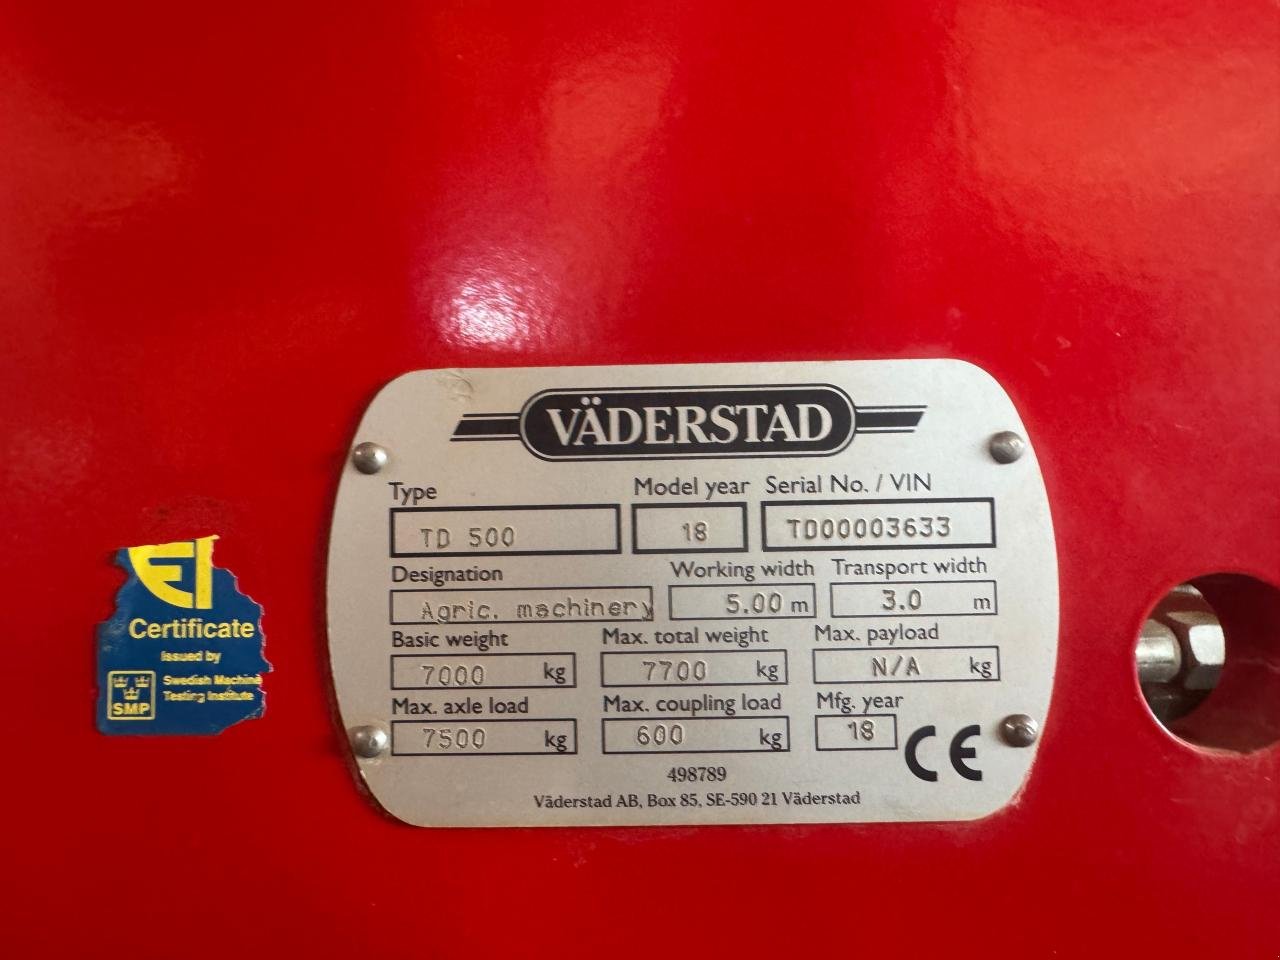 VÄDERSTAD
Type Model year Serial No. / VIN
TD 500 18 TD00003633
Designation Working width Transport width
Agric. machinery 5.00 m 3.0 m
Basic weight Max. total weight Max. payload
7000 kg 7700 kg N/A kg
Max. axle load Max. coupling load Mfg. year
7500 kg 600 kg 18
CE
498789
Väderstad AB, Box 85, SE-590 21 Väderstad
Certificate
Issued by
Swedish Machine
Testing Institute
SMP